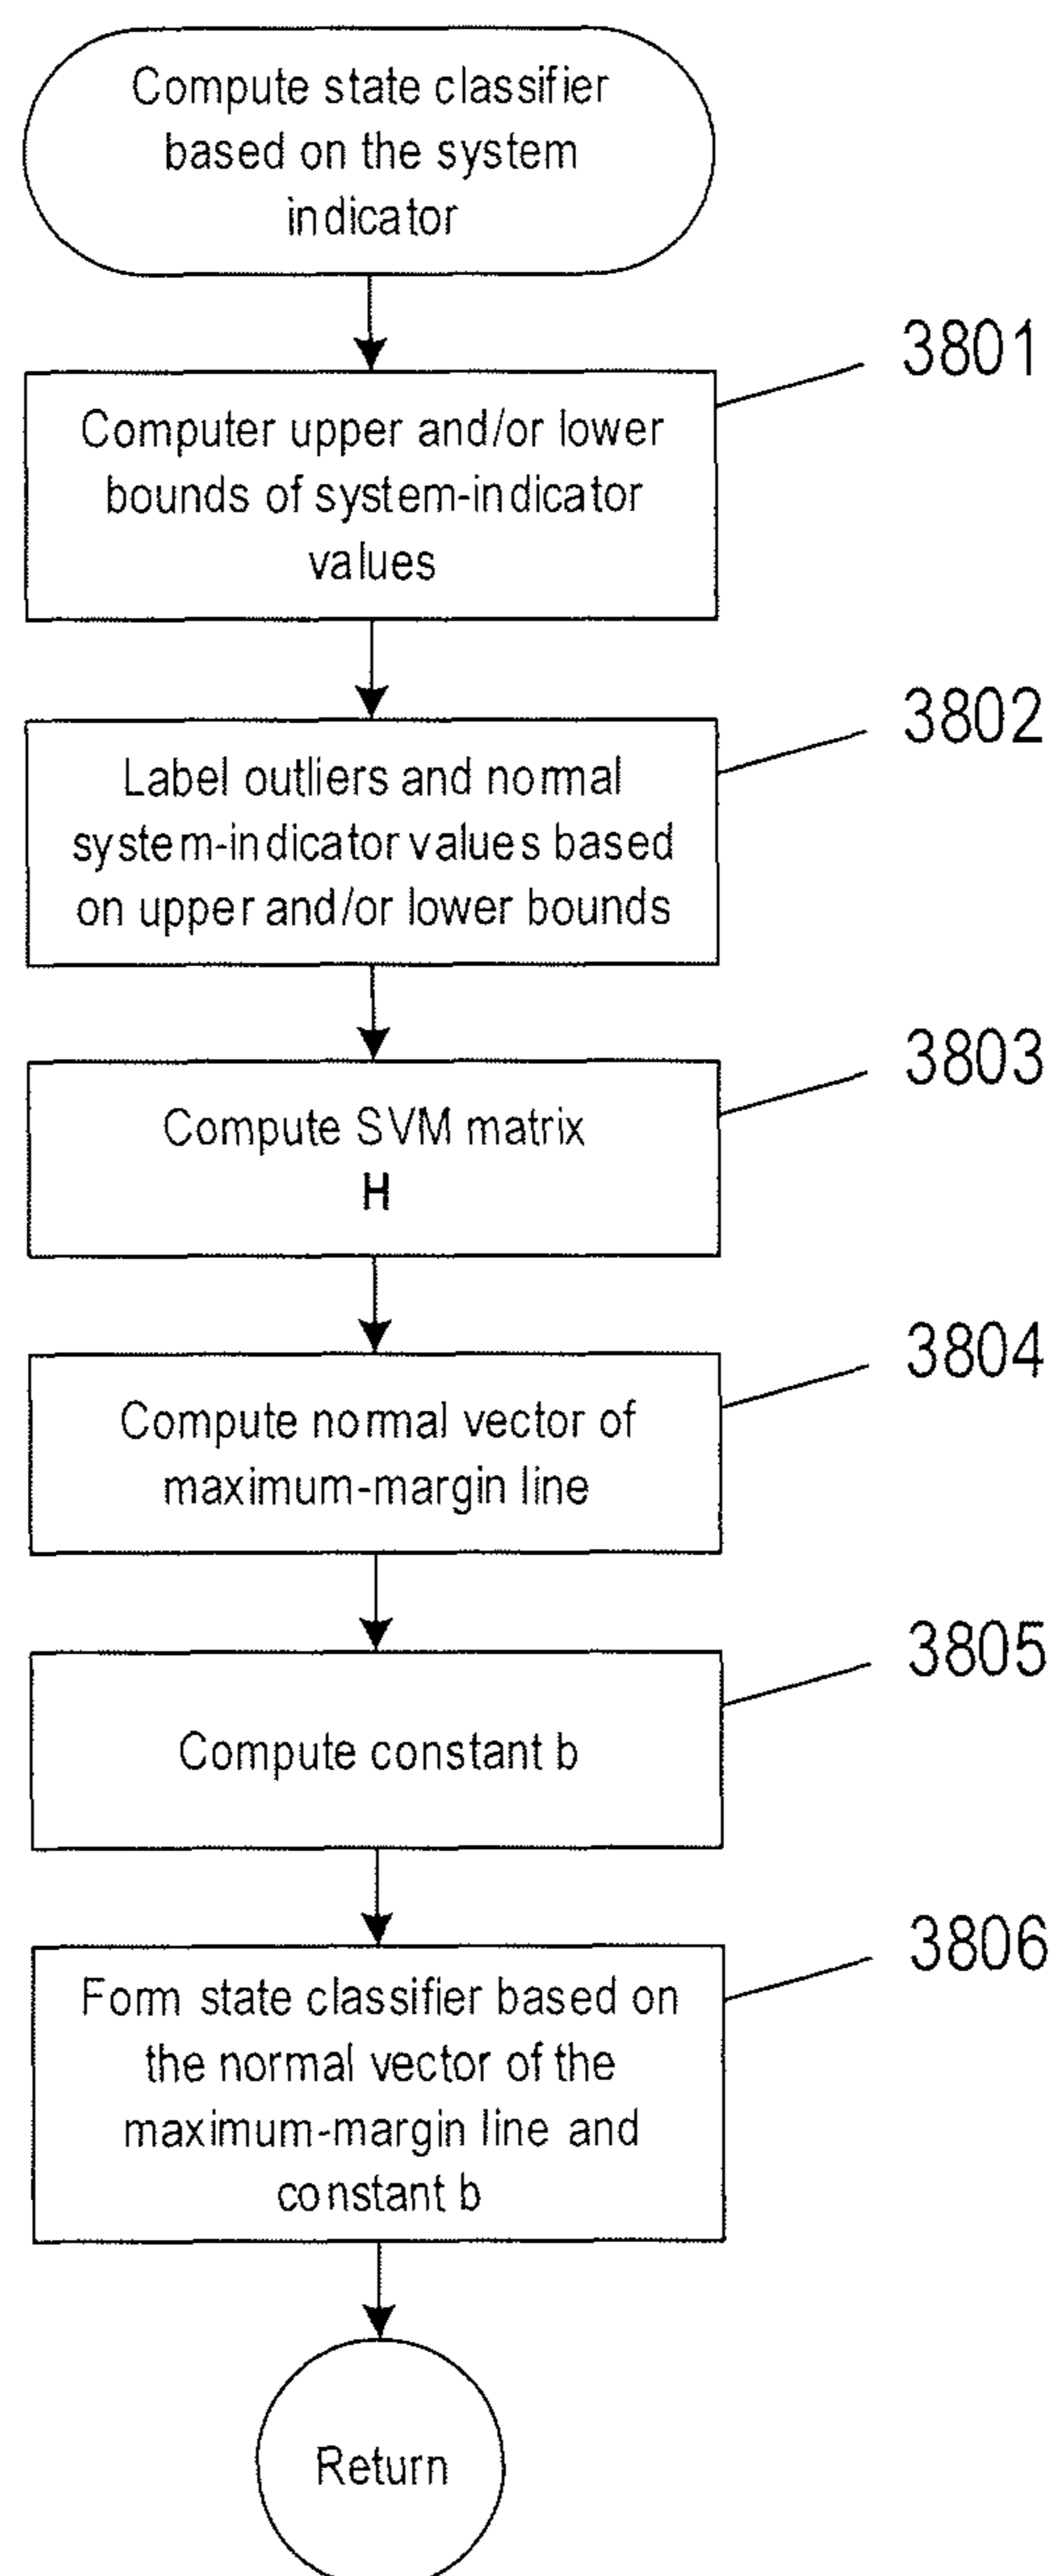 Compute state classifier
based on the system
indicator
3801
Computer upper and/or lower
bounds of system-indicator
values
3802
Label outliers and normal
system-indicator values based
on upper and/or lower bounds
3803
Compute SVM matrix
H
3804
Compute normal vector of
maximum-margin line
3805
Compute constant b
3806
Form state classifier based on
the normal vector of the
maximum-margin line and
constant b
Return